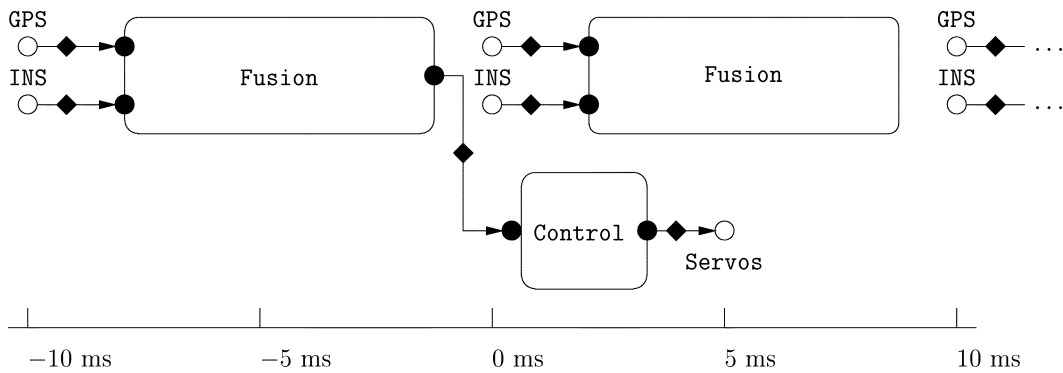 GPS GPS GPS
INS INS INS
Fusion Fusion
...
...
Control
Servos
−10 ms −5 ms 0 ms 5 ms 10 ms